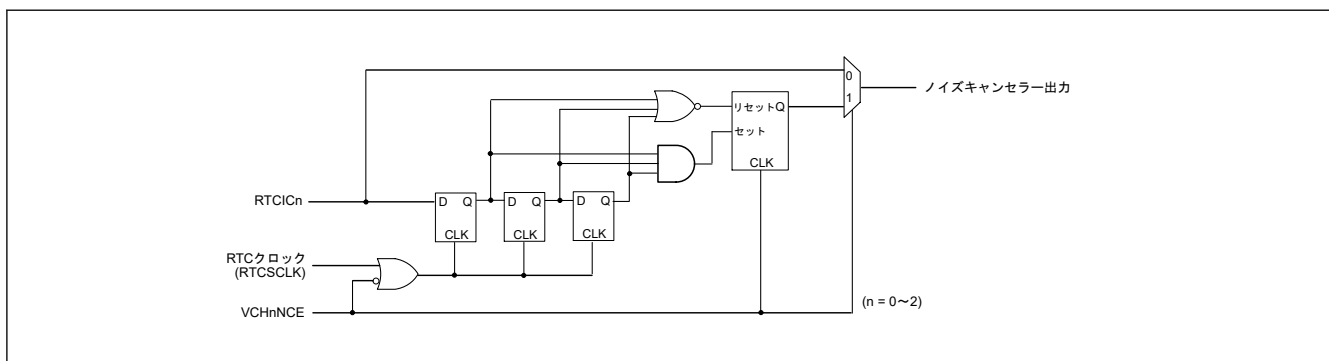 0
1
ノイズキャンセラー出力
リセット Q
セット
CLK
RTCICn
D Q
CLK
D Q
CLK
D Q
CLK
RTCクロック
(RTCSCLK)
VCHnNCE
(n = 0～2)